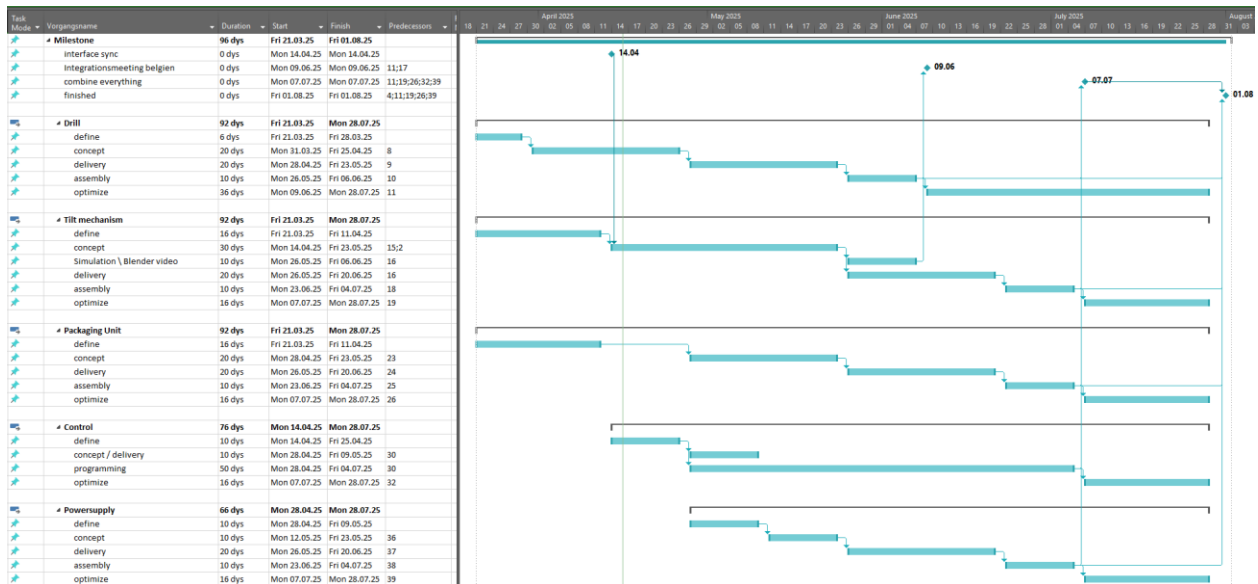 April 2025 May 2025 June 2025 July 2025 August
Task Mode Vorgangsname Duration Start Finish Predecessors 18 21 24 27 30 02 05 08 11 14 17 20 23 26 29 02 05 08 11 14 17 20 23 26 29 01 04 07 10 13 16 19 22 25 28 01 04 07 10 13 16 19 22 25 28 31 03
Milestone 96 dys Fri 21.03.25 Fri 01.08.25
interface sync 0 dys Mon 14.04.25 Mon 14.04.25 14.04
Integrationsmeeting belgien 0 dys Mon 09.06.25 Mon 09.06.25 11;17 09.06
combine everything 0 dys Mon 07.07.25 Mon 07.07.25 11;19;26;32;39 07.07
finished 0 dys Fri 01.08.25 Fri 01.08.25 4;11;19;26;39 01.08
Drill 92 dys Fri 21.03.25 Mon 28.07.25
define 6 dys Fri 21.03.25 Fri 28.03.25
concept 20 dys Mon 31.03.25 Fri 25.04.25 8
delivery 20 dys Mon 28.04.25 Fri 23.05.25 9
assembly 10 dys Mon 26.05.25 Fri 06.06.25 10
optimize 36 dys Mon 09.06.25 Mon 28.07.25 11
Tilt mechanism 92 dys Fri 21.03.25 Mon 28.07.25
define 16 dys Fri 21.03.25 Fri 11.04.25
concept 30 dys Mon 14.04.25 Fri 23.05.25 15;2
Simulation \ Blender video 10 dys Mon 26.05.25 Fri 06.06.25 16
delivery 20 dys Mon 26.05.25 Fri 20.06.25 16
assembly 10 dys Mon 23.06.25 Fri 04.07.25 18
optimize 16 dys Mon 07.07.25 Mon 28.07.25 19
Packaging Unit 92 dys Fri 21.03.25 Mon 28.07.25
define 16 dys Fri 21.03.25 Fri 11.04.25
concept 20 dys Mon 28.04.25 Fri 23.05.25 23
delivery 20 dys Mon 26.05.25 Fri 20.06.25 24
assembly 10 dys Mon 23.06.25 Fri 04.07.25 25
optimize 16 dys Mon 07.07.25 Mon 28.07.25 26
Control 76 dys Mon 14.04.25 Mon 28.07.25
define 10 dys Mon 14.04.25 Fri 25.04.25
concept / delivery 10 dys Mon 28.04.25 Fri 09.05.25 30
programming 50 dys Mon 28.04.25 Fri 04.07.25 30
optimize 16 dys Mon 07.07.25 Mon 28.07.25 32
Powersupply 66 dys Mon 28.04.25 Mon 28.07.25
define 10 dys Mon 28.04.25 Fri 09.05.25
concept 10 dys Mon 12.05.25 Fri 23.05.25 36
delivery 20 dys Mon 26.05.25 Fri 20.06.25 37
assembly 10 dys Mon 23.06.25 Fri 04.07.25 38
optimize 16 dys Mon 07.07.25 Mon 28.07.25 39